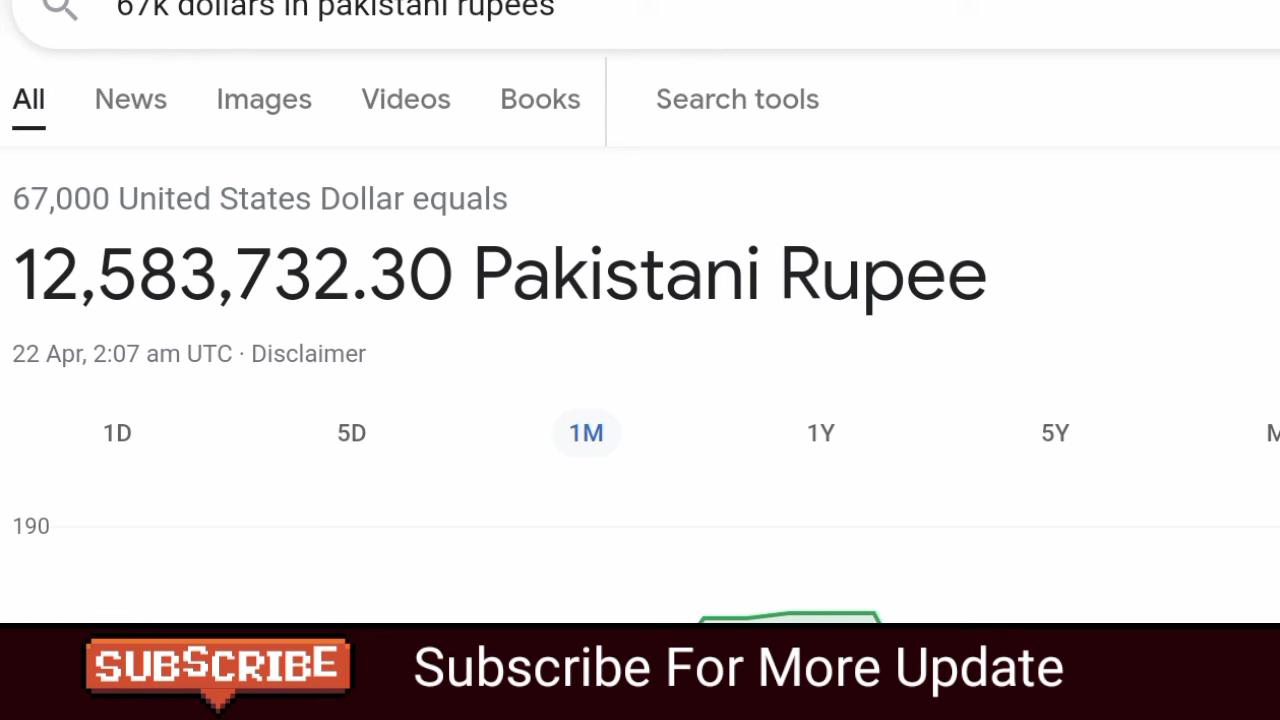 67k dollars in pakistani rupees
All News Images Videos Books Search tools
67,000 United States Dollar equals
12,583,732.30 Pakistani Rupee
22 Apr, 2:07 am UTC · Disclaimer
1D 5D 1M 1Y 5Y
190
SUBSCRIBE Subscribe For More Update